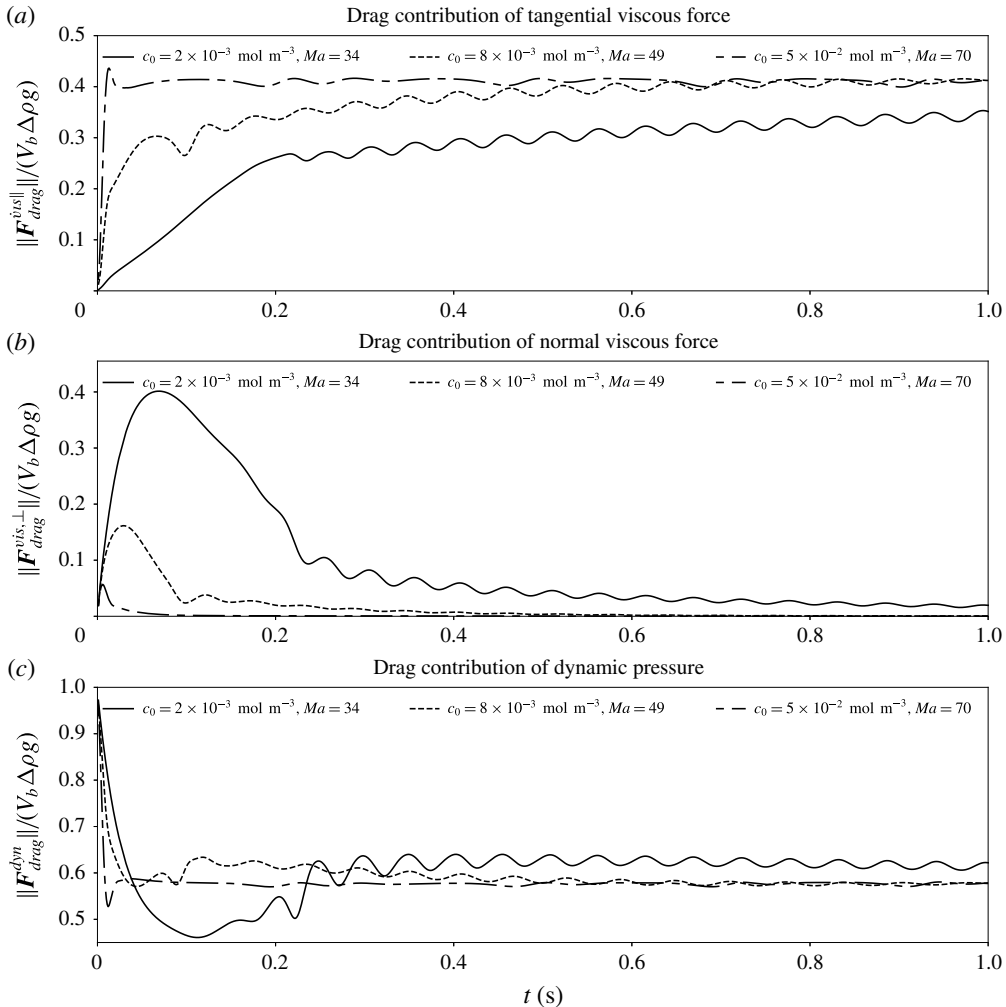 (a) Drag contribution of tangential viscous force
0.5
c₀ = 2 × 10⁻³ mol m⁻³, Ma = 34 c₀ = 8 × 10⁻³ mol m⁻³, Ma = 49 c₀ = 5 × 10⁻² mol m⁻³, Ma = 70
0.4
0.3
0.2
0.1
||F^{vis||}_{drag}||/(V_b Δρg)
0 0.2 0.4 0.6 0.8 1.0
(b) Drag contribution of normal viscous force
c₀ = 2 × 10⁻³ mol m⁻³, Ma = 34 c₀ = 8 × 10⁻³ mol m⁻³, Ma = 49 c₀ = 5 × 10⁻² mol m⁻³, Ma = 70
0.4
0.3
0.2
0.1
||F^{vis,⊥}_{drag}||/(V_b Δρg)
0 0.2 0.4 0.6 0.8 1.0
(c) Drag contribution of dynamic pressure
1.0
c₀ = 2 × 10⁻³ mol m⁻³, Ma = 34 c₀ = 8 × 10⁻³ mol m⁻³, Ma = 49 c₀ = 5 × 10⁻² mol m⁻³, Ma = 70
0.9
0.8
0.7
0.6
0.5
||F^{dyn}_{drag}||/(V_b Δρg)
0 0.2 0.4 0.6 0.8 1.0
t (s)